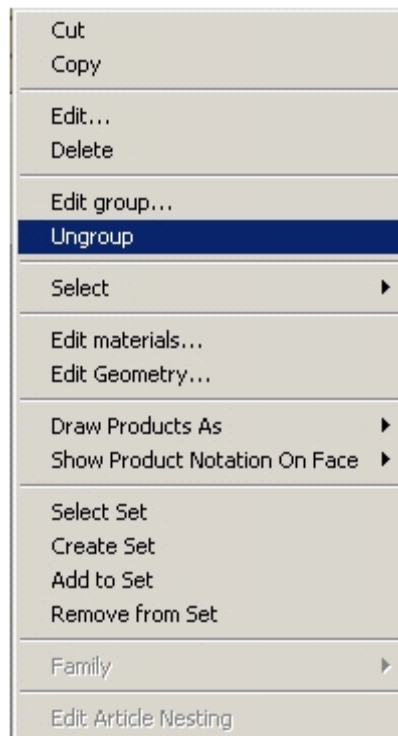 Cut
Copy
Edit...
Delete
Edit group...
Ungroup
Select
Edit materials...
Edit Geometry...
Draw Products As
Show Product Notation On Face
Select Set
Create Set
Add to Set
Remove from Set
Family
Edit Article Nesting